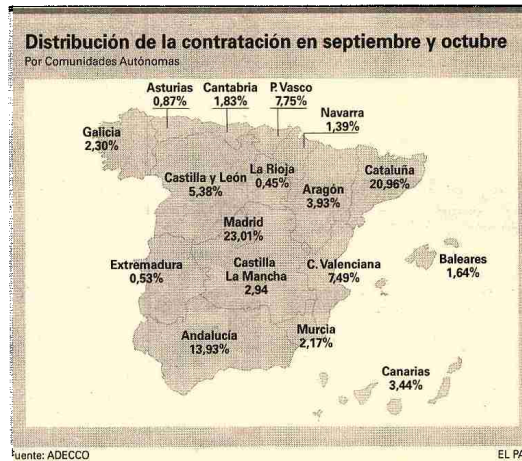 Distribución de la contratación en septiembre y octubre
Por Comunidades Autónomas
Asturias
0,87%
Cantabria
1,83%
P. Vasco
7,75%
Navarra
1,39%
Galicia
2,30%
Castilla y León
5,38%
La Rioja
0,45%
Aragón
3,93%
Cataluña
20,96%
Madrid
23,01%
Extremadura
0,53%
Castilla
La Mancha
2,94
C. Valenciana
7,49%
Baleares
1,64%
Andalucía
13,93%
Murcia
2,17%
Canarias
3,44%
Fuente: ADECCO
EL PA